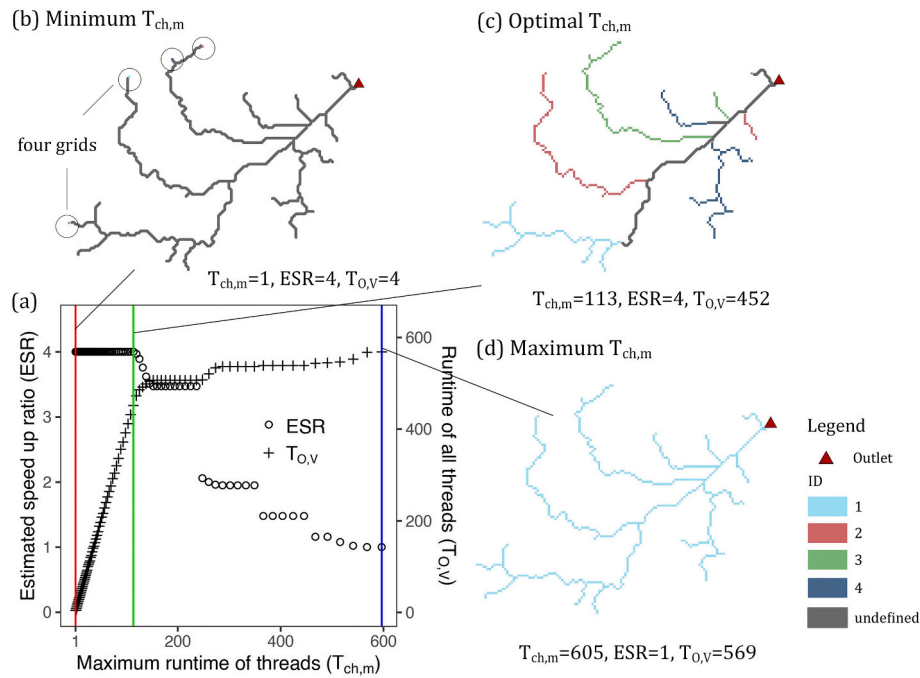 (b) Minimum T_ch,m
(c) Optimal T_ch,m
four grids
T_ch,m=1, ESR=4, T_O,V=4
T_ch,m=113, ESR=4, T_O,V=452
(a)
(d) Maximum T_ch,m
Estimated speed up ratio (ESR)
4
3
2
1
0
ESR
T_O,V
600
400
200
0
Runtime of all threads (T_O,V)
1
200
400
600
Maximum runtime of threads (T_ch,m)
Legend
Outlet
ID
1
2
3
4
undefined
T_ch,m=605, ESR=1, T_O,V=569